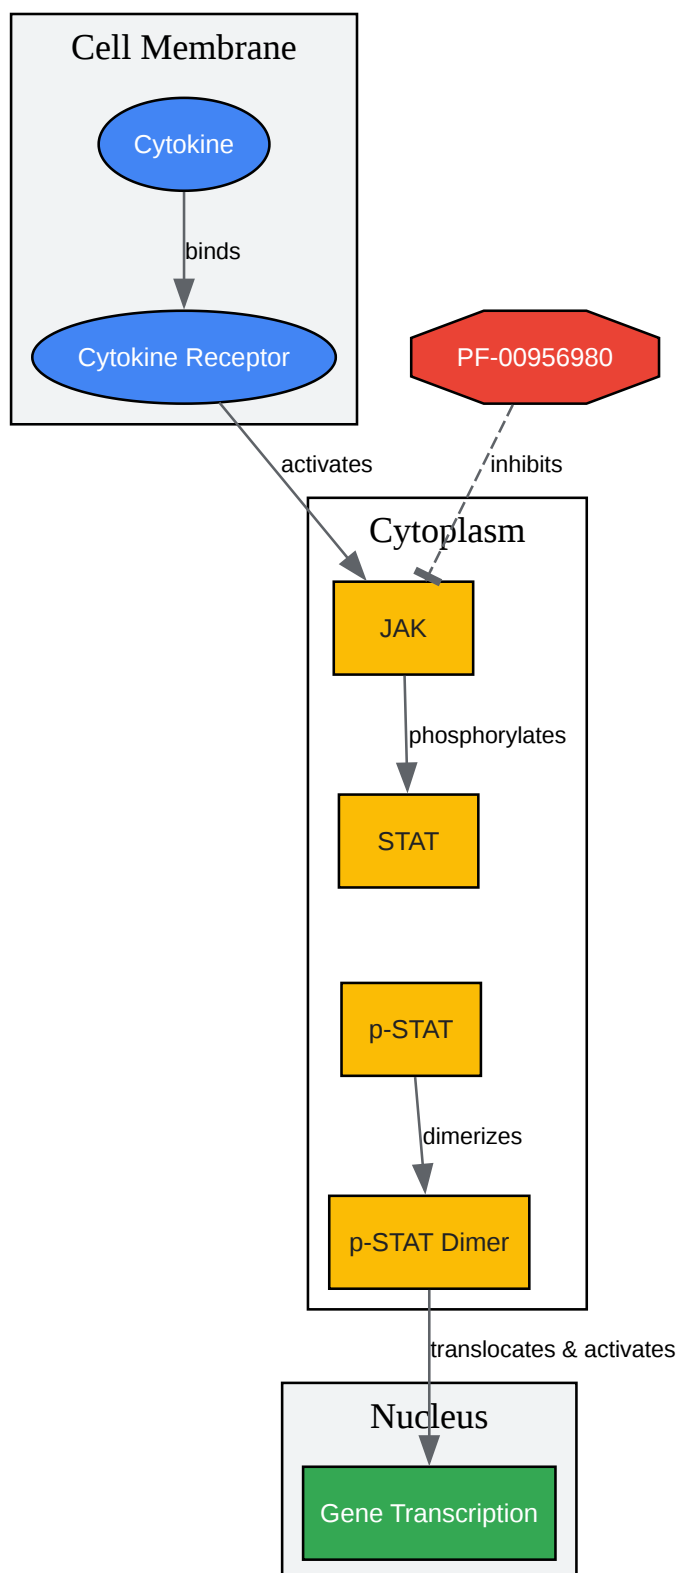 Cell Membrane
Cytokine
binds
Cytokine Receptor
PF-00956980
activates
inhibits
Cytoplasm
JAK
phosphorylates
STAT
p-STAT
dimerizes
p-STAT Dimer
translocates & activates
Nucleus
Gene Transcription